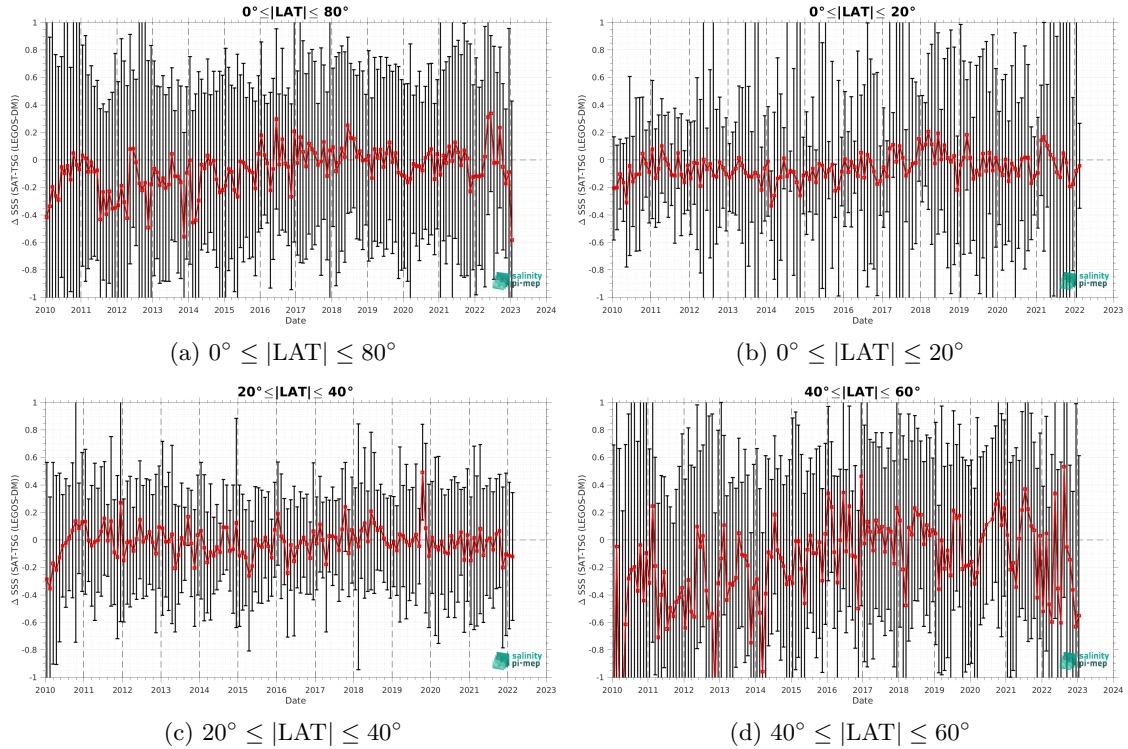 0°≤|LAT|≤ 80°
Δ SSS (SAT-TSG (LEGOS-DM))
1
0.8
0.6
0.4
0.2
0
-0.2
-0.4
-0.6
-0.8
-1
2010 2011 2012 2013 2014 2015 2016 2017 2018 2019 2020 2021 2022 2023 2024
Date
salinity
pi-mep
(a) 0° ≤ |LAT| ≤ 80°
0°≤|LAT|≤ 20°
Δ SSS (SAT-TSG (LEGOS-DM))
1
0.8
0.6
0.4
0.2
0
-0.2
-0.4
-0.6
-0.8
-1
2010 2011 2012 2013 2014 2015 2016 2017 2018 2019 2020 2021 2022 2023
Date
salinity
pi-mep
(b) 0° ≤ |LAT| ≤ 20°
20°≤|LAT|≤ 40°
Δ SSS (SAT-TSG (LEGOS-DM))
1
0.8
0.6
0.4
0.2
0
-0.2
-0.4
-0.6
-0.8
-1
2010 2011 2012 2013 2014 2015 2016 2017 2018 2019 2020 2021 2022 2023
Date
salinity
pi-mep
(c) 20° ≤ |LAT| ≤ 40°
40°≤|LAT|≤ 60°
Δ SSS (SAT-TSG (LEGOS-DM))
1
0.8
0.6
0.4
0.2
0
-0.2
-0.4
-0.6
-0.8
-1
2010 2011 2012 2013 2014 2015 2016 2017 2018 2019 2020 2021 2022 2023 2024
Date
salinity
pi-mep
(d) 40° ≤ |LAT| ≤ 60°